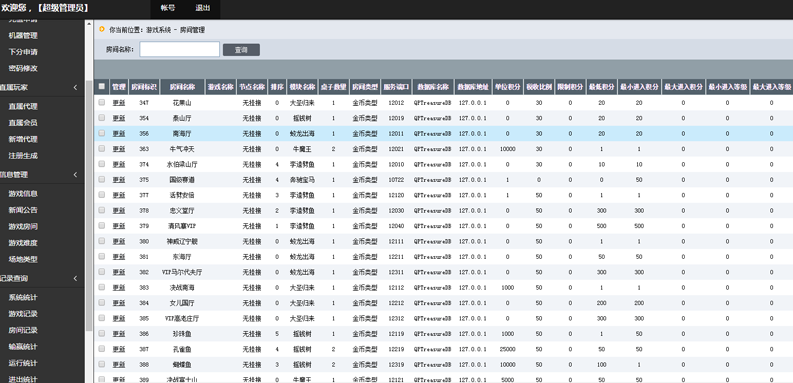 欢迎您，【超级管理员】 帐号 退出
你当前位置: 游戏系统 - 房间管理
房间名称: 查询
机器管理
下分申请
密码修改
直属玩家
直属代理
直属会员
新增代理
注册生成
信息管理
游戏信息
新闻公告
游戏房间
游戏难度
场地类型
记录查询
系统统计
游戏记录
房间记录
输赢统计
运行统计
进出统计
管理 房间标识 房间名称 游戏名称 节点名称 排序 模块名称 桌子数量 房间类型 服务端口 数据库名称 数据库地址 单位积分 税收比例 限制积分 最低积分 最小进入积分 最大进入积分 最小进入等级 最大进入等级
更新 347 花果山 无挂接 0 大圣归来 1 金币类型 12012 QPTreasureDB 127.0.0.1 0 30 0 20 20 0 0 0
更新 354 泰山厅 无挂接 0 摇钱树 1 金币类型 12019 QPTreasureDB 127.0.0.1 0 30 0 20 20 0 0 0
更新 356 南海厅 无挂接 0 蛟龙出海 1 金币类型 12011 QPTreasureDB 127.0.0.1 0 30 0 20 20 0 0 0
更新 363 牛气冲天 无挂接 0 牛魔王 2 金币类型 12021 QPTreasureDB 127.0.0.1 10000 30 0 1 1 0 0 0
更新 374 水伯梁山厅 无挂接 4 李逵劈鱼 1 金币类型 12010 QPTreasureDB 127.0.0.1 0 30 0 10 10 0 0 0
更新 375 国级赛道 无挂接 4 奔驰宝马 1 金币类型 10722 QPTreasureDB 127.0.0.1 1 0 0 0 50 0 0 0
更新 377 安运 无挂接 3 李逵劈鱼 1 金币类型 12120 QPTreasureDB 127.0.0.1 1 50 0 1 1 0 0 0
更新 378 忠义堂厅 无挂接 2 李逵劈鱼 1 金币类型 12030 QPTreasureDB 127.0.0.1 0 50 0 300 300 0 0 0
更新 379 清风寨VIP 无挂接 1 李逵劈鱼 1 金币类型 12040 QPTreasureDB 127.0.0.1 0 50 0 500 500 0 0 0
更新 380 神威辽宁舰 无挂接 0 蛟龙出海 1 金币类型 12111 QPTreasureDB 127.0.0.1 0 50 0 1 1 0 0 0
更新 381 东海厅 无挂接 0 蛟龙出海 1 金币类型 12211 QPTreasureDB 127.0.0.1 0 50 0 50 50 0 0 0
更新 382 VIP马尔代夫厅 无挂接 0 蛟龙出海 1 金币类型 12311 QPTreasureDB 127.0.0.1 0 50 0 300 300 0 0 0
更新 383 决战南海 无挂接 0 大圣归来 1 金币类型 12112 QPTreasureDB 127.0.0.1 1000 50 0 1 1 0 0 0
更新 384 女儿国厅 无挂接 0 大圣归来 1 金币类型 12212 QPTreasureDB 127.0.0.1 0 50 0 200 200 0 0 0
更新 385 VIP高老庄厅 无挂接 0 大圣归来 1 金币类型 12312 QPTreasureDB 127.0.0.1 0 50 0 300 300 0 0 0
更新 386 珍珠鱼 无挂接 5 摇钱树 1 金币类型 12119 QPTreasureDB 127.0.0.1 1000 50 0 1 50 0 0 0
更新 387 孔雀鱼 无挂接 4 摇钱树 2 金币类型 12219 QPTreasureDB 127.0.0.1 25000 50 0 50 50 0 0 0
更新 388 蝴蝶鱼 无挂接 3 摇钱树 1 金币类型 12319 QPTreasureDB 127.0.0.1 10000 50 0 100 1 0 0 0
更新 389 决战富士山 无挂接 0 摇钱树 1 金币类型 12121 QPTreasureDB 127.0.0.1 5000 50 0 1 1 0 0 0